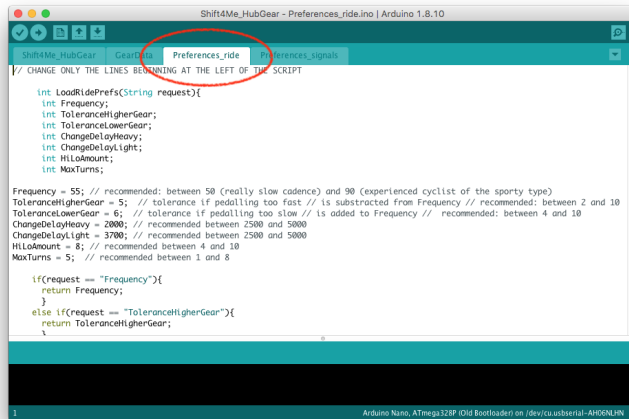 Shift4Me_HubGear - Preferences_ride.ino | Arduino 1.8.10
Shift4Me_HubGear GearData Preferences_ride Preferences_signals
// CHANGE ONLY THE LINES BEGINNING AT THE LEFT OF THE SCRIPT
int LoadRidePrefs(String request){
int Frequency;
int ToleranceHigherGear;
int ToleranceLowerGear;
int ChangeDelayHeavy;
int ChangeDelayLight;
int HiLoAmount;
int MaxTurns;
Frequency = 55; // recommended: between 50 (really slow cadence) and 90 (experienced cyclist of the sporty type)
ToleranceHigherGear = 5; // tolerance if pedalling too fast // is substracted from Frequency // recommended: between 2 and 10
ToleranceLowerGear = 6; // tolerance if pedalling too slow // is added to Frequency // recommended: between 4 and 10
ChangeDelayHeavy = 2000; // recommended between 2500 and 5000
ChangeDelayLight = 3700; // recommended between 2500 and 5000
HiLoAmount = 8; // recommended between 4 and 10
MaxTurns = 5; // recommended between 1 and 8
if(request == "Frequency"){
return Frequency;
}
else if(request == "ToleranceHigherGear"){
return ToleranceHigherGear;
}
1 Arduino Nano, ATmega328P (Old Bootloader) on /dev/cu.usbserial-AH06NLHN